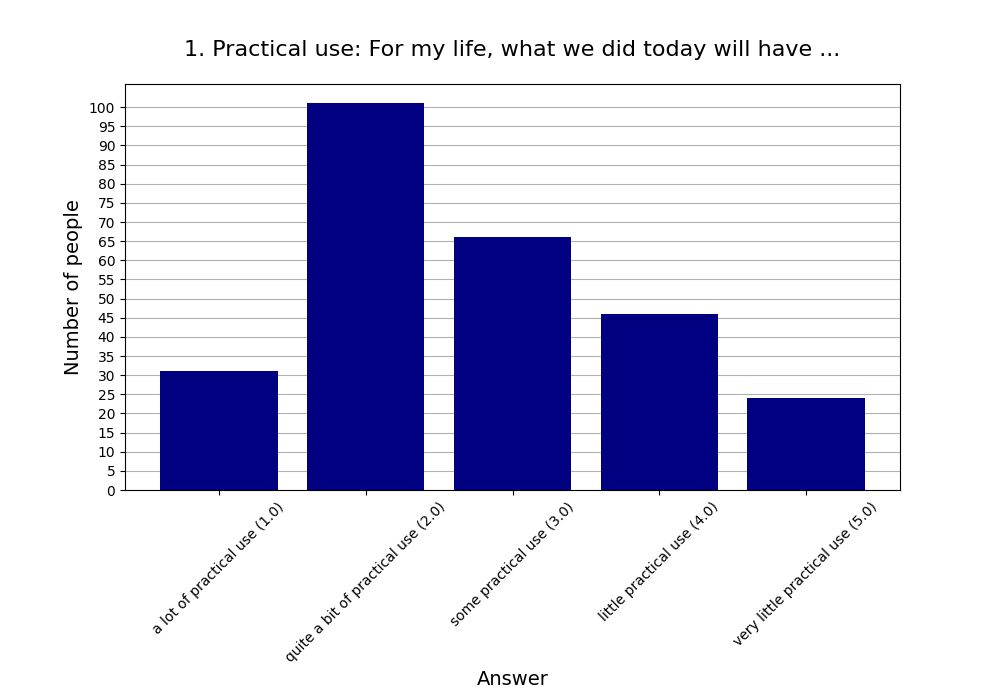 1. Practical use: For my life, what we did today will have ...
Number of people
100
95
90
85
80
75
70
65
60
55
50
45
40
35
30
25
20
15
10
5
0
a lot of practical use (1.0)
quite a bit of practical use (2.0)
some practical use (3.0)
little practical use (4.0)
very little practical use (5.0)
Answer